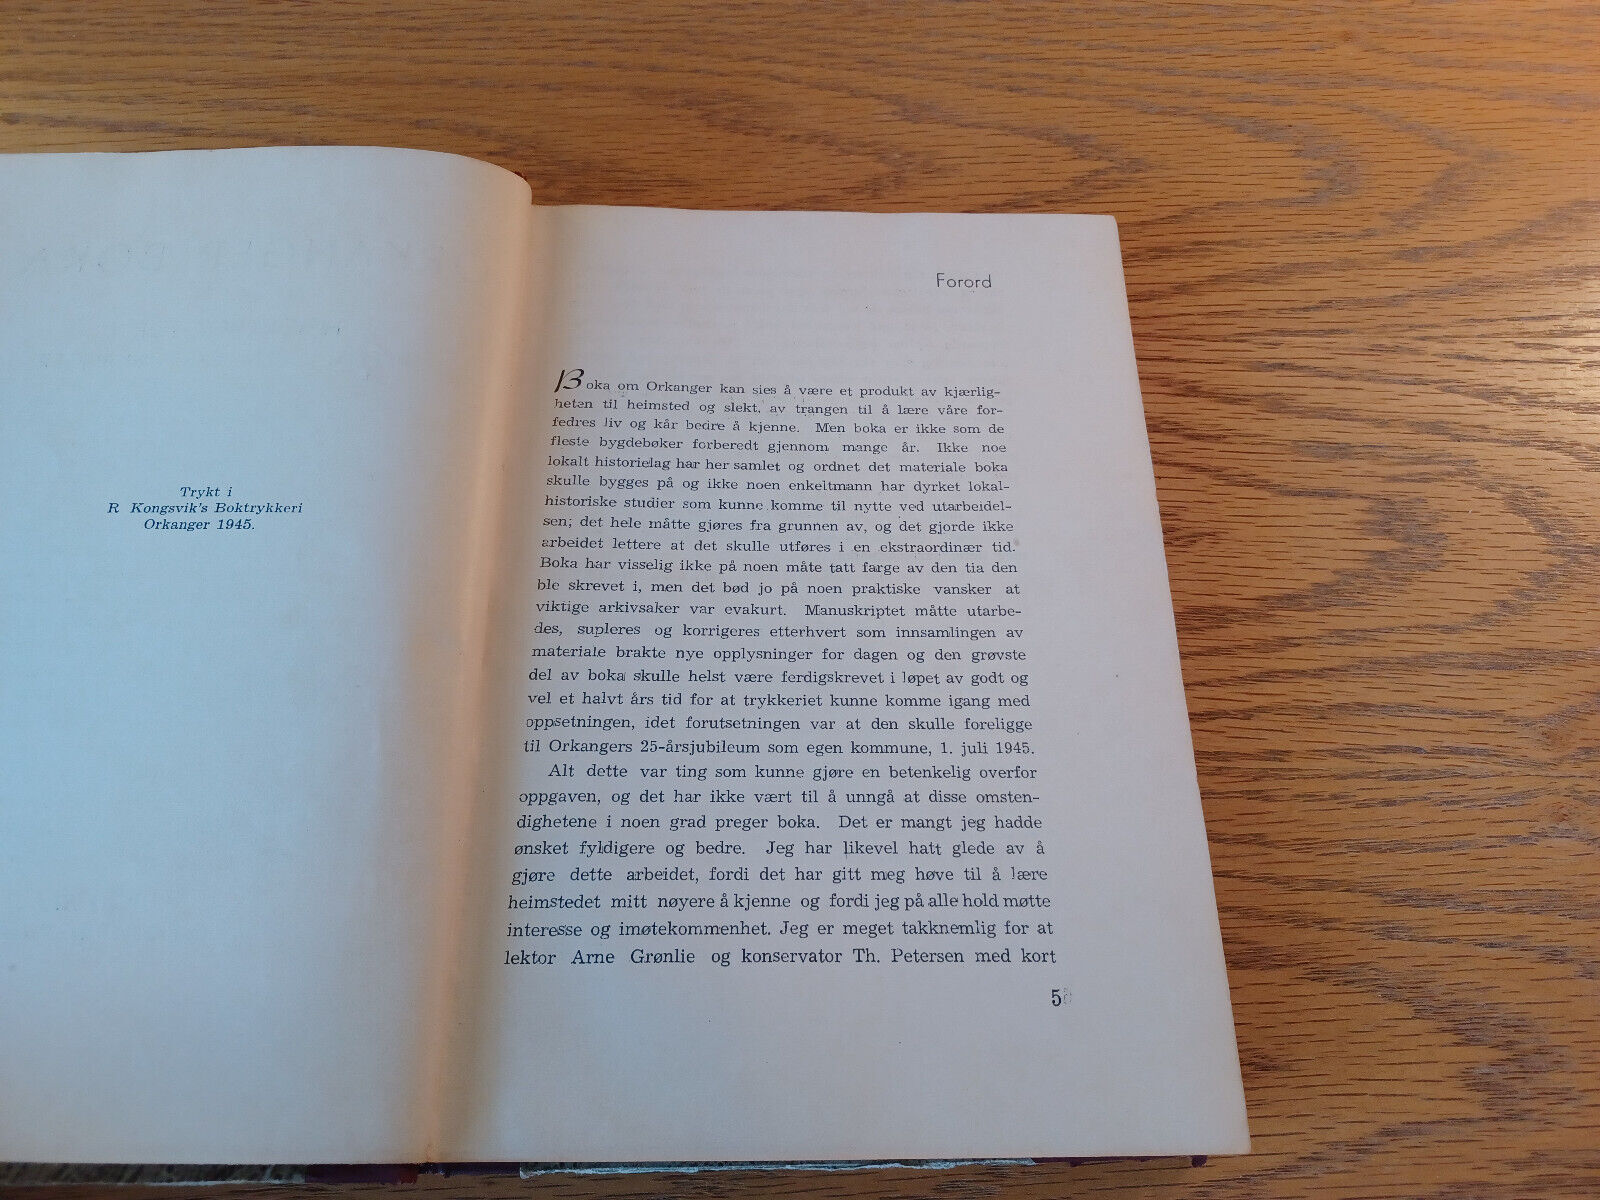 Trykt i
R Kongsvik's Boktrykkeri
Orkanger 1945.
Forord
Boka om Orkanger kan sies å være et produkt av kjærlig-
heten til heimsted og slekt, av trangen til å lære våre for-
fedres liv og kår bedre å kjenne. Men boka er ikke som de
fleste bygdebøker forberedt gjennom mange år. Ikke noe
lokalt historielag har her samlet og ordnet det materiale boka
skulle bygges på og ikke noen enkeltmann har dyrket lokal-
historiske studier som kunne komme til nytte ved utarbeidel-
sen; det hele måtte gjøres fra grunnen av, og det gjorde ikke
arbeidet lettere at det skulle utføres i en ekstraordinær tid.
Boka har visselig ikke på noen måte tatt farge av den tia den
ble skrevet i, men det bød jo på noen praktiske vansker at
viktige arkivsaker var evakurt. Manuskriptet måtte utarbe-
des, supleres og korrigeres etterhvert som innsamlingen av
materiale brakte nye opplysninger for dagen og den grøvste
del av boka skulle helst være ferdigskrevet i løpet av godt og
vel et halvt års tid for at trykkeriet kunne komme igang med
oppsetningen, idet forutsetningen var at den skulle foreligge
til Orkangers 25-årsjubileum som egen kommune, 1. juli 1945.
Alt dette var ting som kunne gjøre en betenkelig overfor
oppgaven, og det har ikke vært til å unngå at disse omsten-
dighetene i noen grad preger boka. Det er mangt jeg hadde
ønsket fyldigere og bedre. Jeg har likevel hatt glede av å
gjøre dette arbeidet, fordi det har gitt meg høve til å lære
heimstedet mitt nøyere å kjenne og fordi jeg på alle hold møtte
interesse og imøtekommenhet. Jeg er meget takknemlig for at
lektor Arne Grønlie og konservator Th. Petersen med kort
5